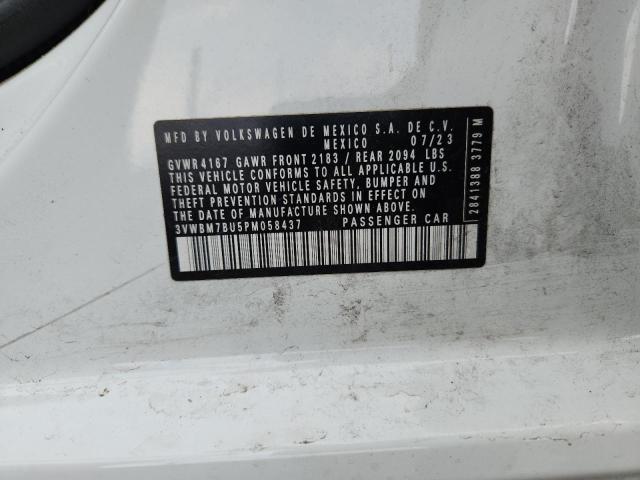 MFD BY VOLKSWAGEN DE MEXICO S.A. DE C.V.
MEXICO 07/23
GVWR 4167 GAWR FRONT 2183 / REAR 2094 LBS
THIS VEHICLE CONFORMS TO ALL APPLICABLE U.S.
FEDERAL MOTOR VEHICLE SAFETY, BUMPER AND
THEFT PREVENTION STANDARDS IN EFFECT ON
THE DATE OF MANUFACTURE SHOWN ABOVE.
3VWBM7BU5PM058437 PASSENGER CAR
2841388 3779 M